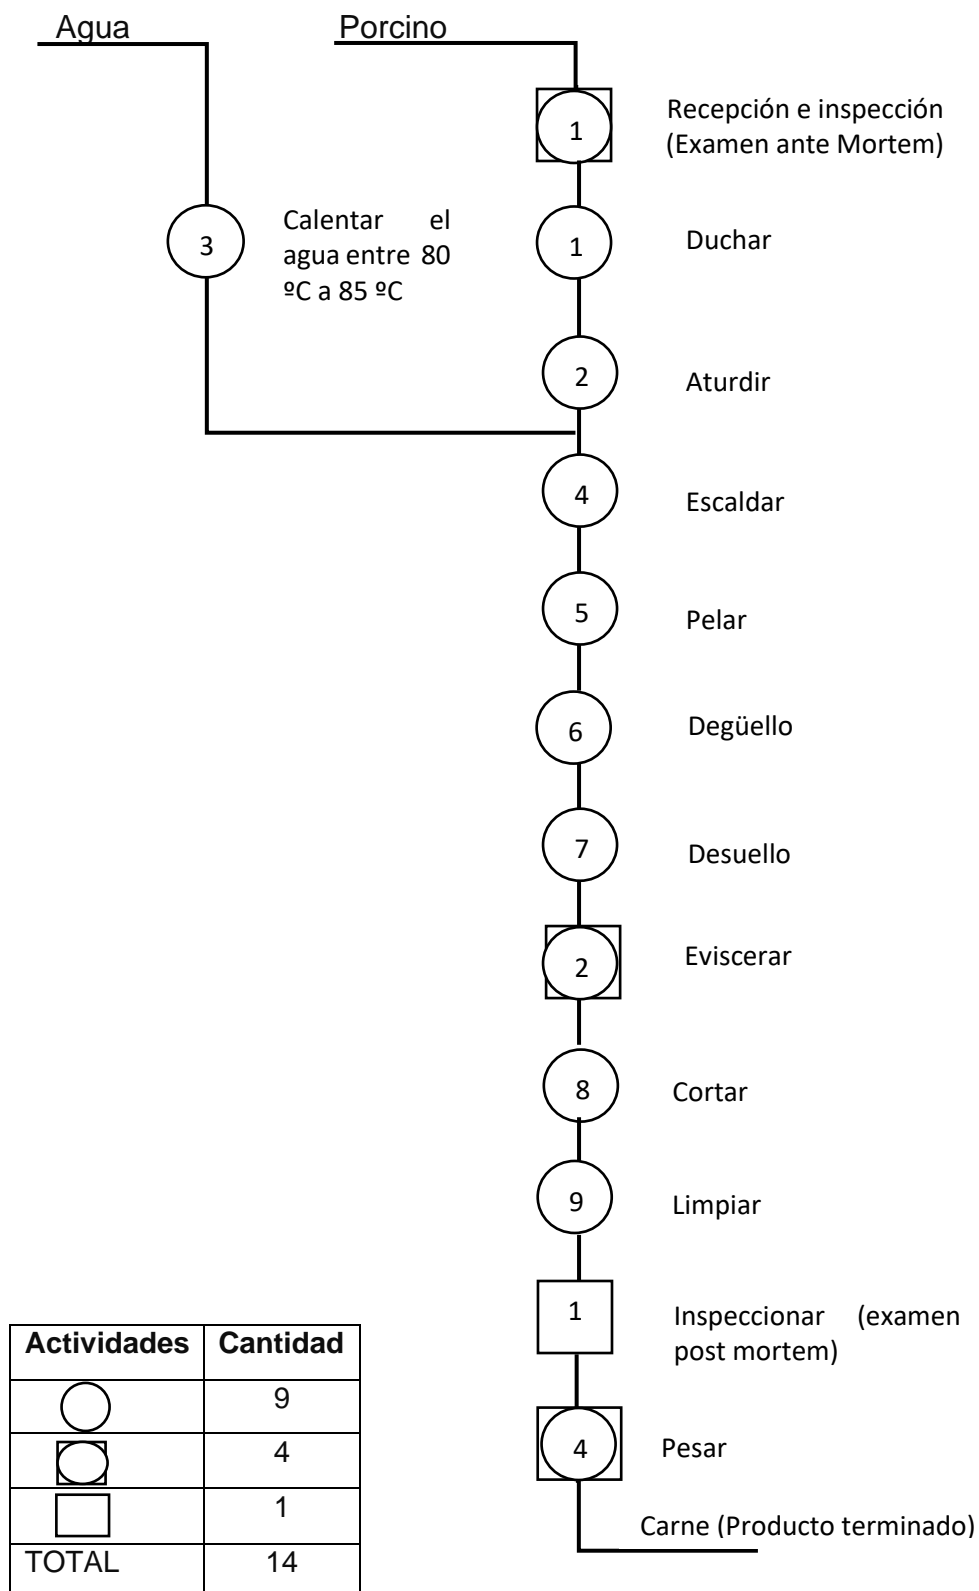 Agua
Porcino
1
Recepción e inspección
(Examen ante Mortem)
3
Calentar el
agua entre 80
ºC a 85 ºC
1
Duchar
2
Aturdir
4
Escaldar
5
Pelar
6
Degüello
7
Desuello
2
Eviscerar
8
Cortar
9
Limpiar
1
Inspeccionar (examen
post mortem)
4
Pesar
Carne (Producto terminado)
Actividades Cantidad
9
4
1
TOTAL 14